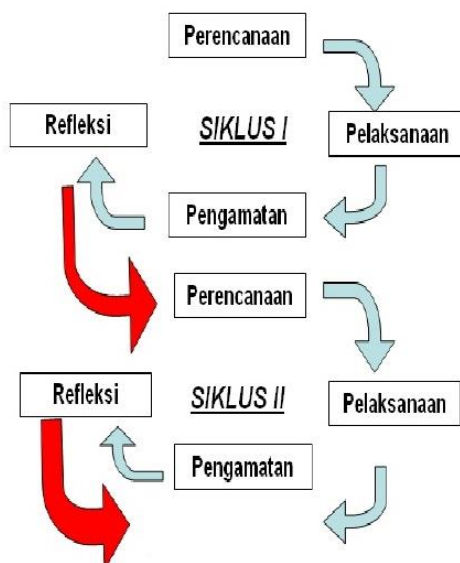 Perencanaan
Refleksi
SIKLUS I
Pelaksanaan
Pengamatan
Perencanaan
Refleksi
SIKLUS II
Pelaksanaan
Pengamatan